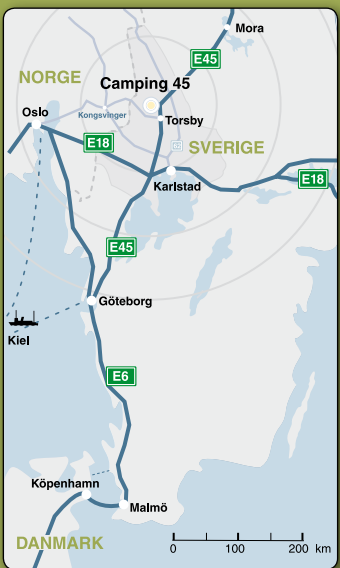 Mora
E45
NORGE
Camping 45
Oslo
Kongsvinger
Torsby
E18
SVERIGE
Karlstad
E18
E45
Göteborg
Kiel
E6
Köpenhamn
Malmö
DANMARK
0 100 200 km